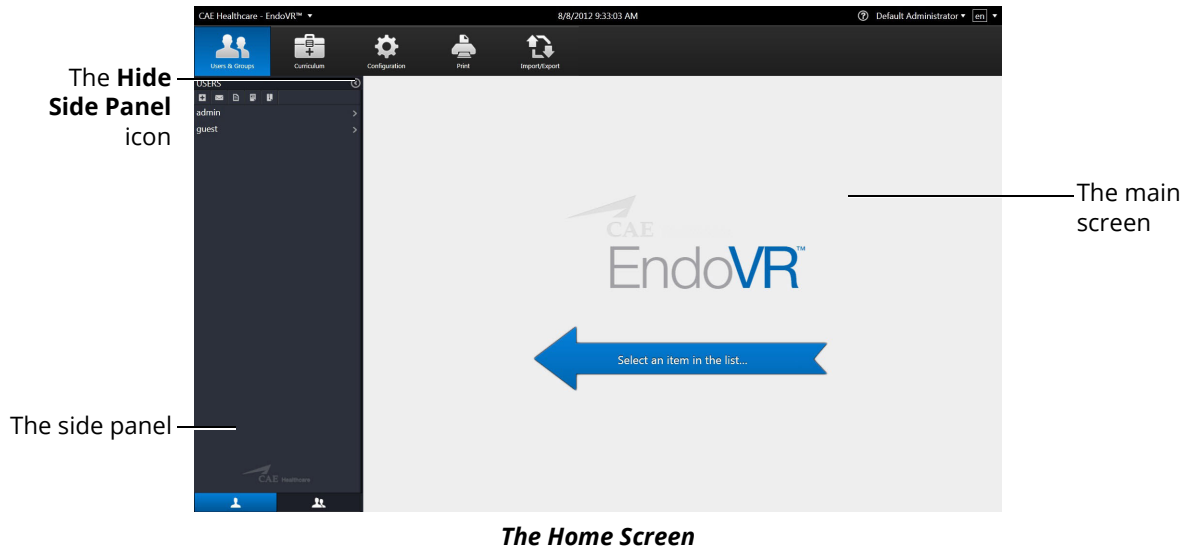 CAE Healthcare - EndoVR™
8/8/2012 9:33:03 AM
Default Administrator
en
Users & Groups
Curriculum
Configuration
Print
Import/Export
The Hide
Side Panel
icon
USERS
admin
guest
The main
screen
CAE
EndoVR™
Select an item in the list...
The side panel
CAE Healthcare
The Home Screen